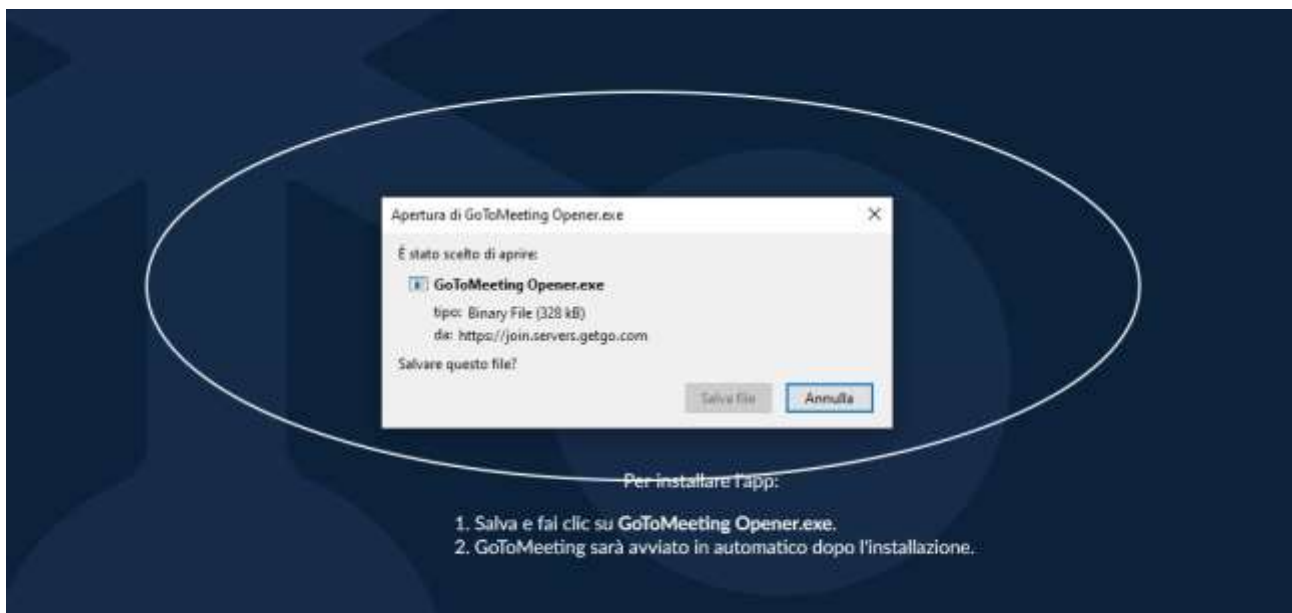 Apertura di GoToMeeting Opener.exe
È stato scelto di aprire:
GoToMeeting Opener.exe
tipo: Binary File (328 kB)
da: https://join.servers.getgo.com
Salvare questo file?
Salva file Annulla
Per installare l'app:
1. Salva e fai clic su GoToMeeting Opener.exe.
2. GoToMeeting sarà avviato in automatico dopo l'installazione.